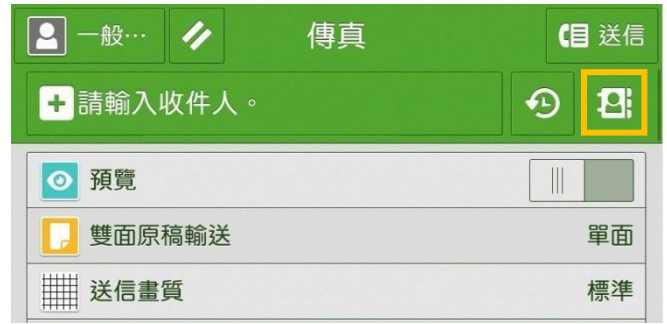 一般… 傳真 送信
請輸入收件人。
預覽
雙面原稿輸送 單面
送信畫質 標準